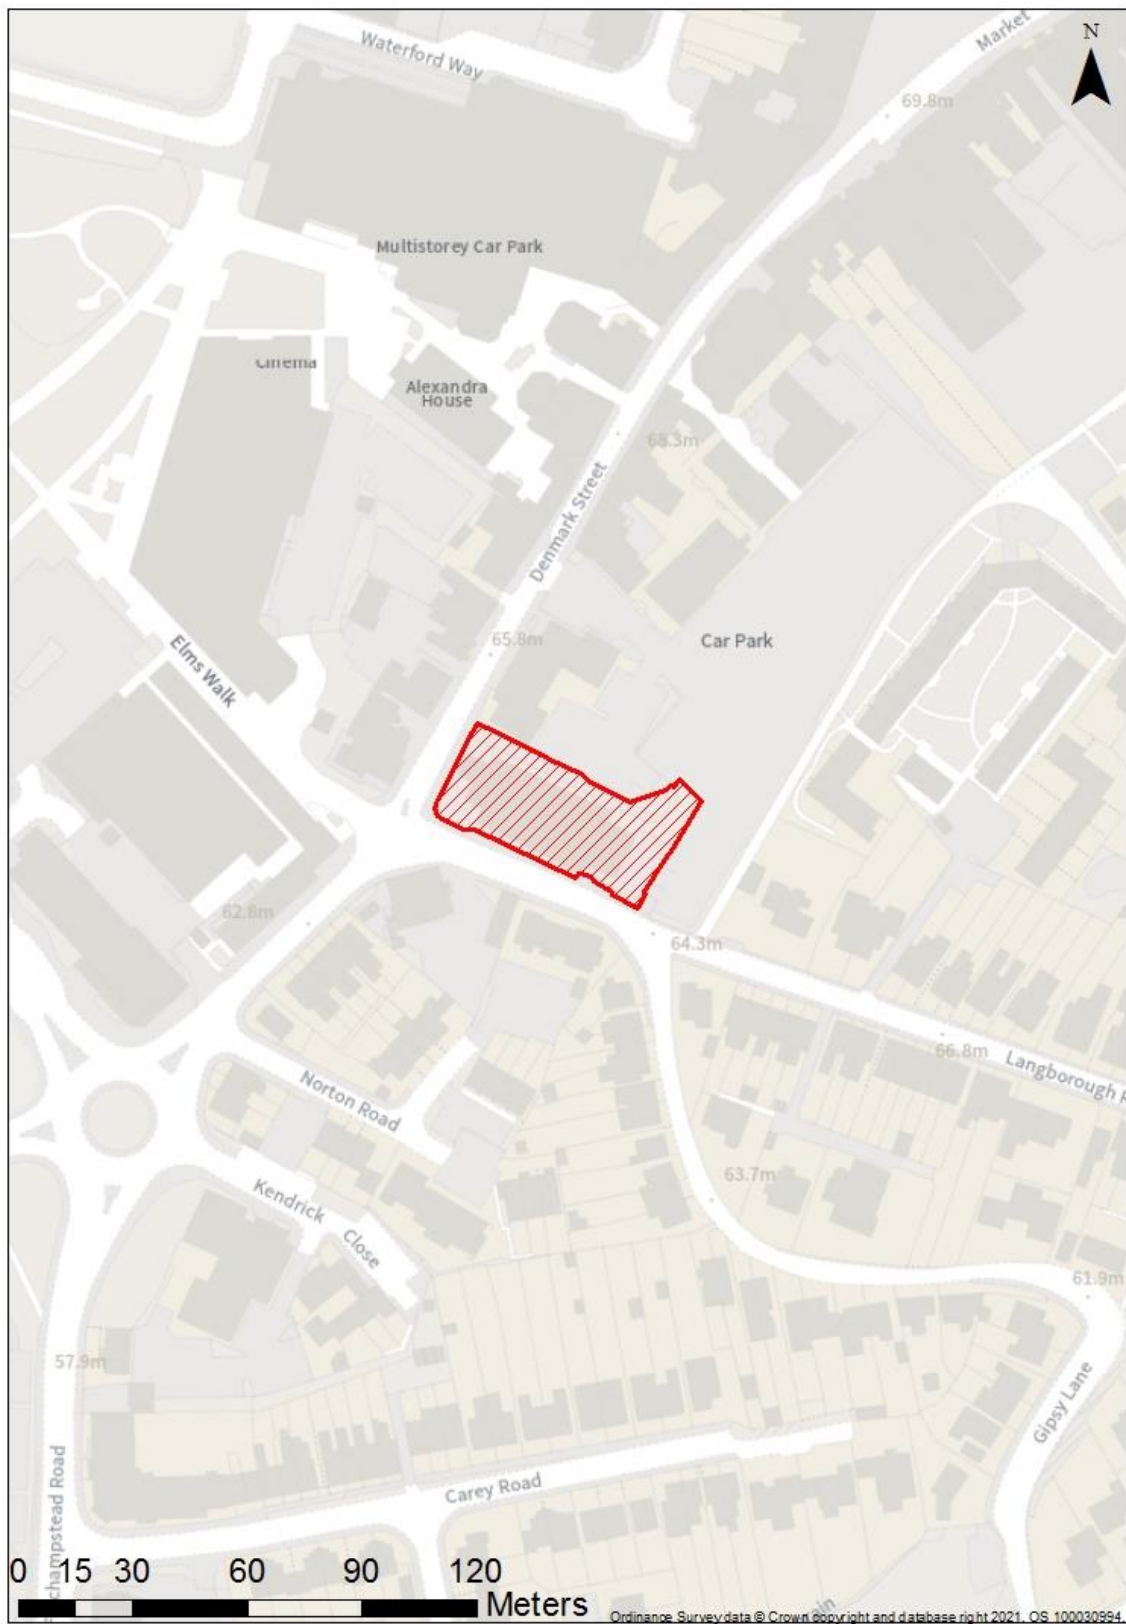 Waterford Way
Market
N
69.8m
Multistorey Car Park
Cinema
Alexandra
House
68.3m
Denmark Street
65.8m
Car Park
Elms Walk
62.8m
64.3m
66.8m
Langborough R
Norton Road
63.7m
Kendrick Close
61.9m
57.9m
Gipsy Lane
champstead Road
Carey Road
0 15 30 60 90 120
Meters
Ordnance Survey data © Crown copyright and database right 2021. OS 100030994.